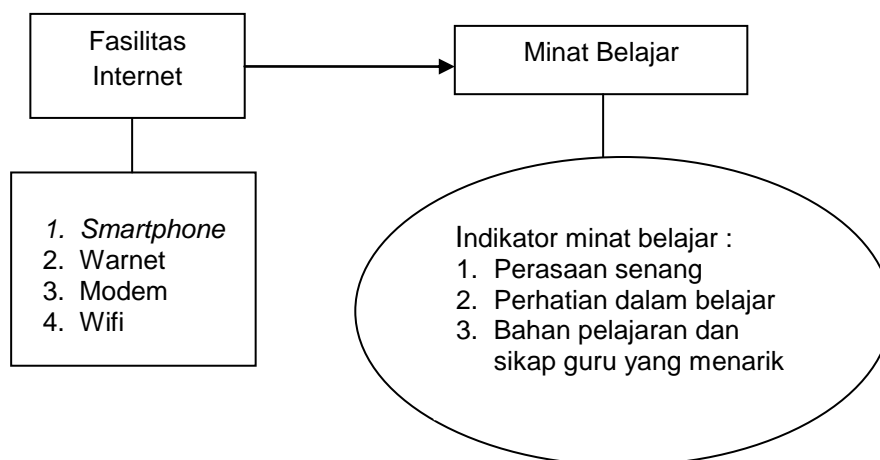 Fasilitas
Internet
Minat Belajar
1. Smartphone
2. Warnet
3. Modem
4. Wifi
Indikator minat belajar :
1. Perasaan senang
2. Perhatian dalam belajar
3. Bahan pelajaran dan
sikap guru yang menarik